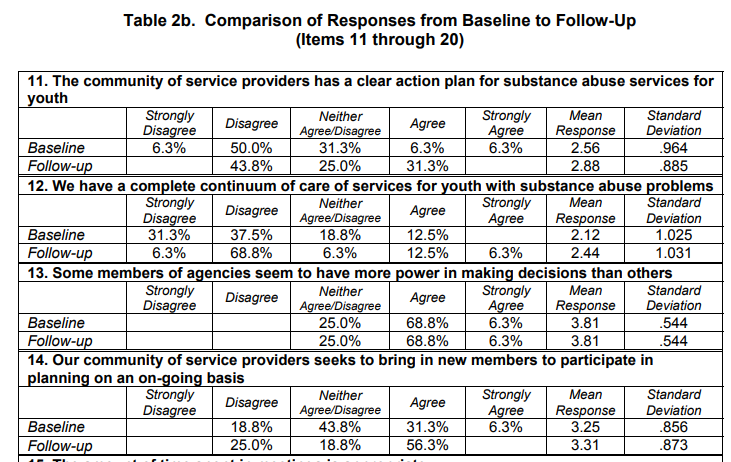 Table 2b. Comparison of Responses from Baseline to Follow-Up
(Items 11 through 20)
11. The community of service providers has a clear action plan for substance abuse services for
youth
Strongly Disagree Disagree Neither Agree/Disagree Agree Strongly Agree Mean Response Standard Deviation
Baseline 6.3% 50.0% 31.3% 6.3% 6.3% 2.56 .964
Follow-up 43.8% 25.0% 31.3% 2.88 .885
12. We have a complete continuum of care of services for youth with substance abuse problems
Strongly Disagree Disagree Neither Agree/Disagree Agree Strongly Agree Mean Response Standard Deviation
Baseline 31.3% 37.5% 18.8% 12.5% 2.12 1.025
Follow-up 6.3% 68.8% 6.3% 12.5% 6.3% 2.44 1.031
13. Some members of agencies seem to have more power in making decisions than others
Strongly Disagree Disagree Neither Agree/Disagree Agree Strongly Agree Mean Response Standard Deviation
Baseline 25.0% 68.8% 6.3% 3.81 .544
Follow-up 25.0% 68.8% 6.3% 3.81 .544
14. Our community of service providers seeks to bring in new members to participate in
planning on an on-going basis
Strongly Disagree Disagree Neither Agree/Disagree Agree Strongly Agree Mean Response Standard Deviation
Baseline 18.8% 43.8% 31.3% 6.3% 3.25 .856
Follow-up 25.0% 18.8% 56.3% 3.31 .873